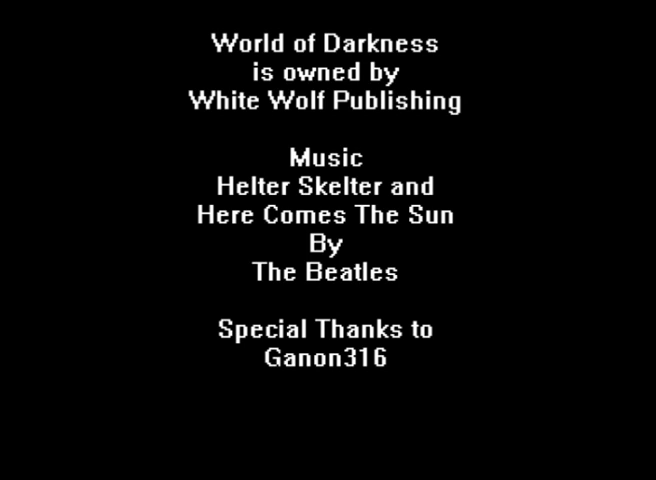 World of Darkness
is owned by
White Wolf Publishing
Music
Helter Skelter and
Here Comes The Sun
By
The Beatles
Special Thanks to
Ganon316